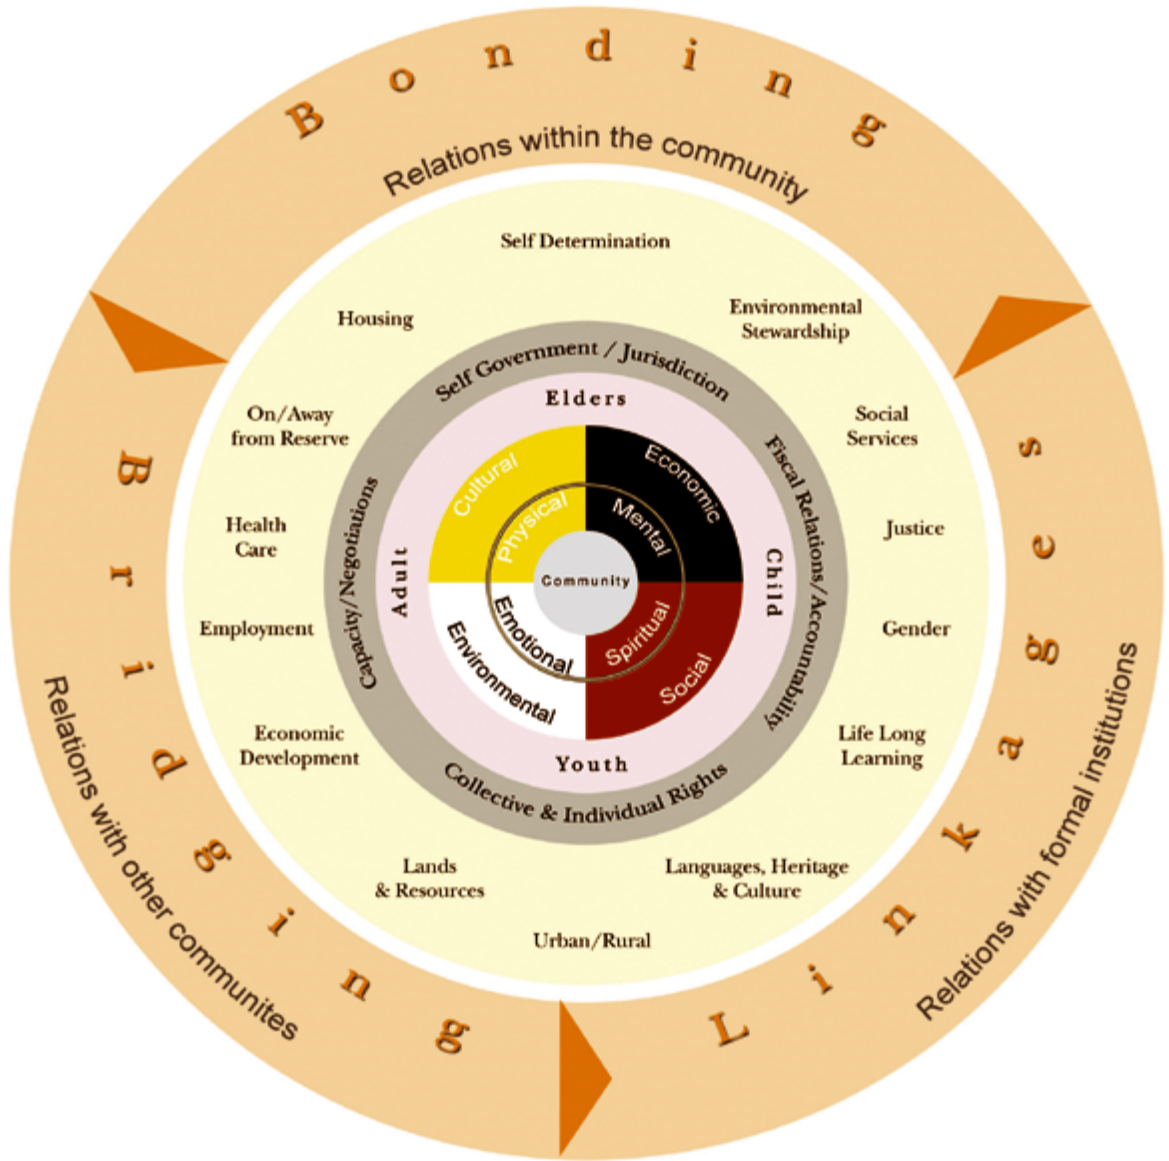 Bonding
Relations within the community
Self Determination
Housing
Environmental
Stewardship
Self Government / Jurisdiction
Elders
On/Away
from Reserve
Social
Services
Cultural
Economic
Fiscal Relations/Accountability
Bridging
Linkages
Physical
Mental
Capacity/Negotiations
Health
Care
Justice
Adult
Community
Child
Employment
Gender
Emotional
Spiritual
Environmental
Social
Relations with other communites
Relations with formal institutions
Economic
Development
Life Long
Learning
Youth
Collective & Individual Rights
Lands
& Resources
Languages, Heritage
& Culture
Urban/Rural